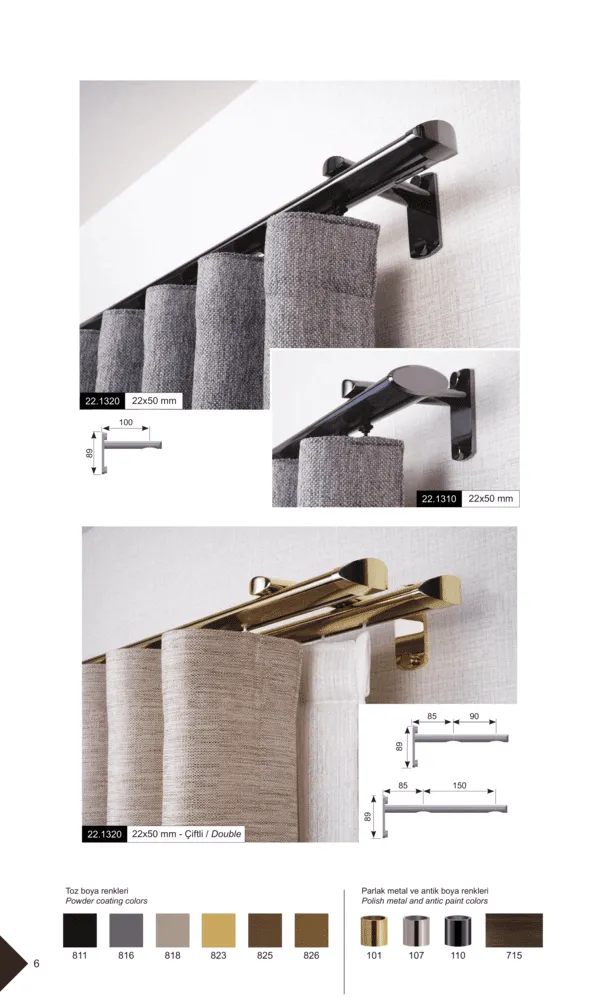 22.1320 22x50 mm
100
89
22.1310 22x50 mm
85 90
89
85 150
89
22.1320 22x50 mm - Çiftli / Double
Toz boya renkleri
Powder coating colors
811 816 818 823 825 826
Parlak metal ve antik boya renkleri
Polish metal and antic paint colors
101 107 110 715
6